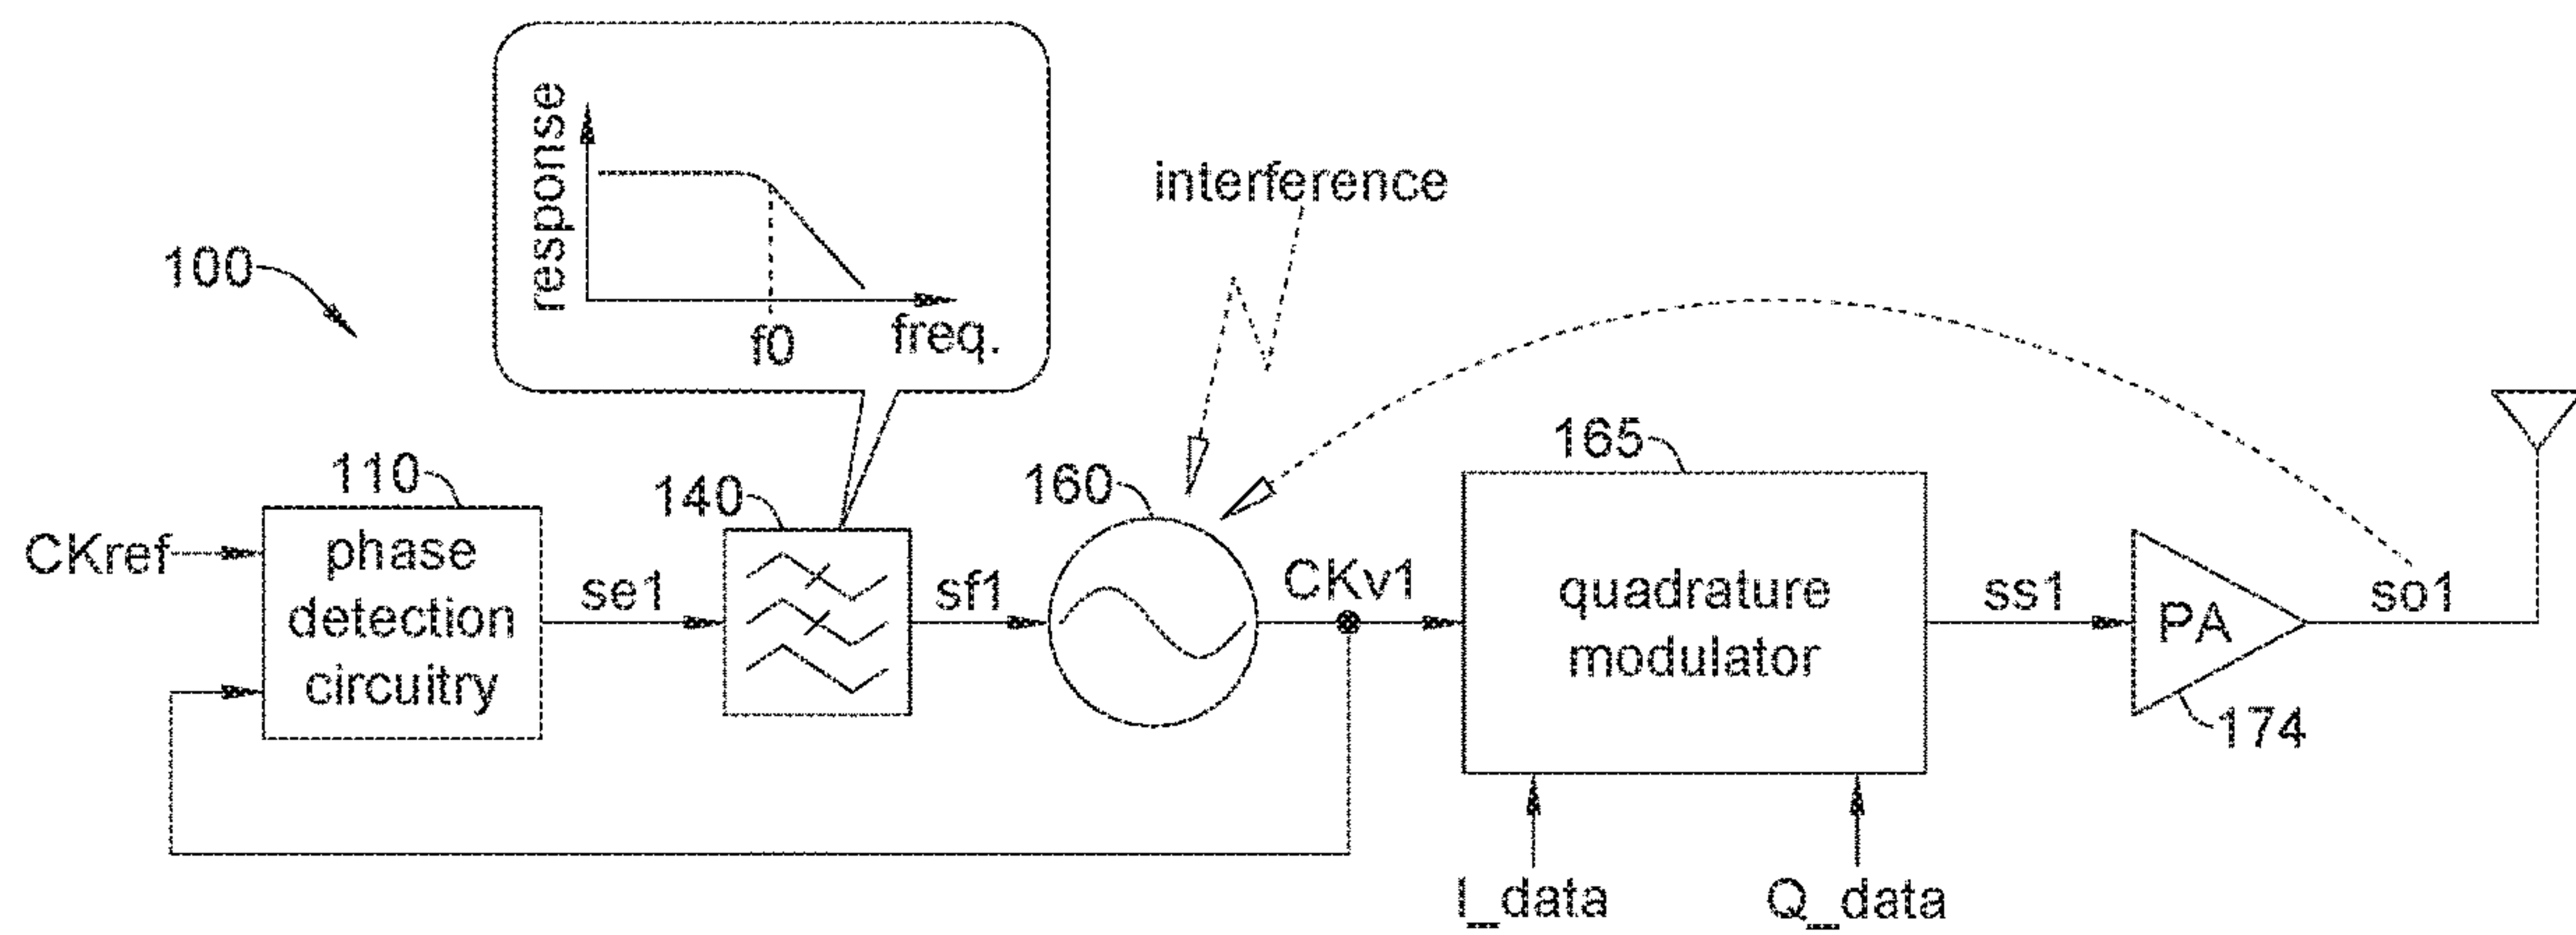 response
f0
freq.
interference
100
110
140
160
165
CKref
phase
detection
circuitry
se1
sf1
CKv1
quadrature
modulator
ss1
PA
so1
174
I_data
Q_data